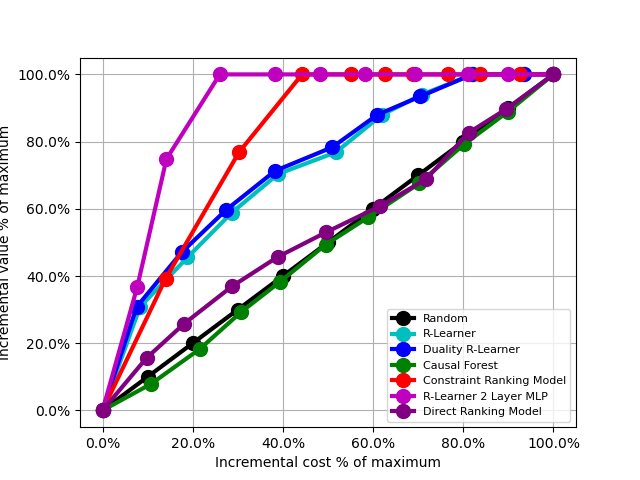 100.0%
80.0%
60.0%
40.0%
20.0%
0.0%
Incremental value % of maximum
0.0%
20.0%
40.0%
60.0%
80.0%
100.0%
Incremental cost % of maximum
Random
R-Learner
Duality R-Learner
Causal Forest
Constraint Ranking Model
R-Learner 2 Layer MLP
Direct Ranking Model